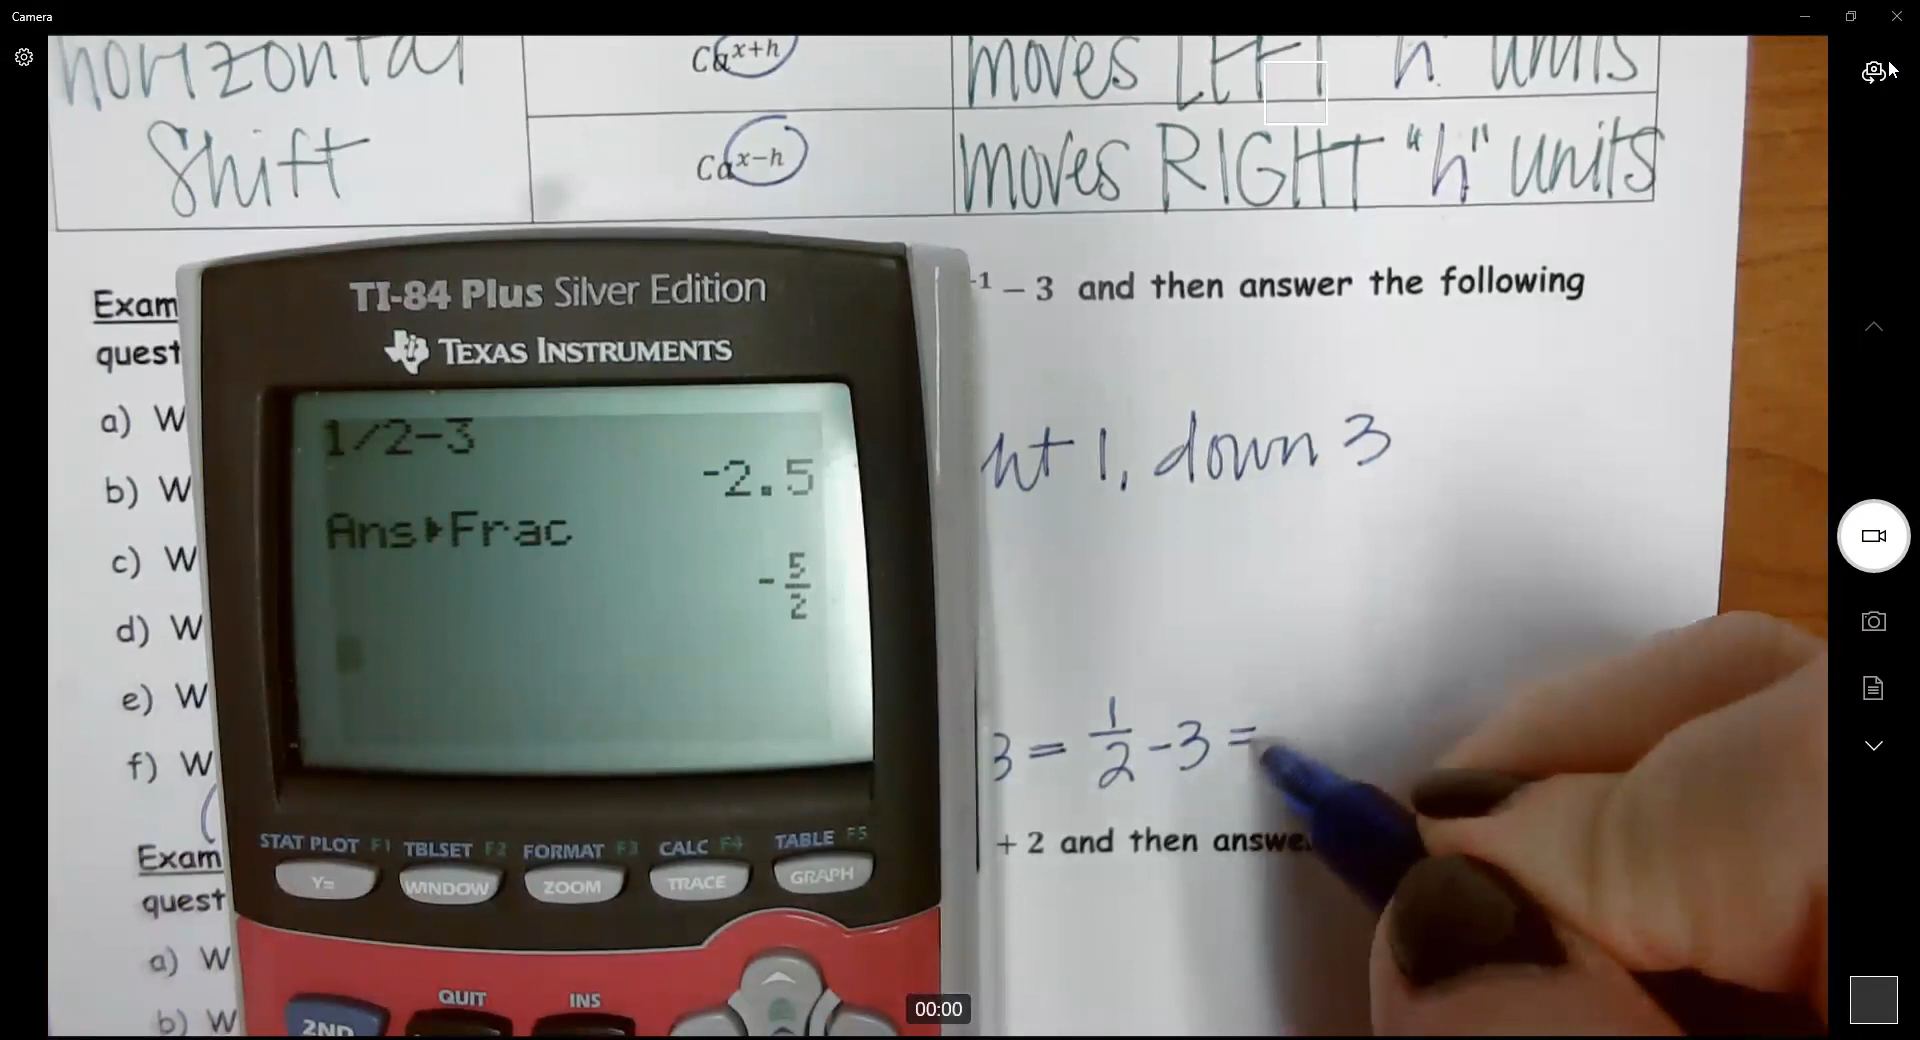 Camera
horizontal
Ca^{x+h}
moves LEFT "h" units
Shift
Ca^{x−h}
moves RIGHT "h" units
TI-84 Plus Silver Edition
TEXAS INSTRUMENTS
Exam
-1 − 3 and then answer the following
quest
a) W
ht 1, down 3
b) W
c) W
d) W
e) W
f) W
1/2-3
-2.5
Ans▶Frac
-5/2
3 = 1/2 - 3 =
(
+ 2 and then answe
Exam
quest
a) W
b) W
STAT PLOT F1 TBLSET F2 FORMAT F3 CALC F4 TABLE F5
Y= WINDOW ZOOM TRACE GRAPH
QUIT INS
2ND
00:00